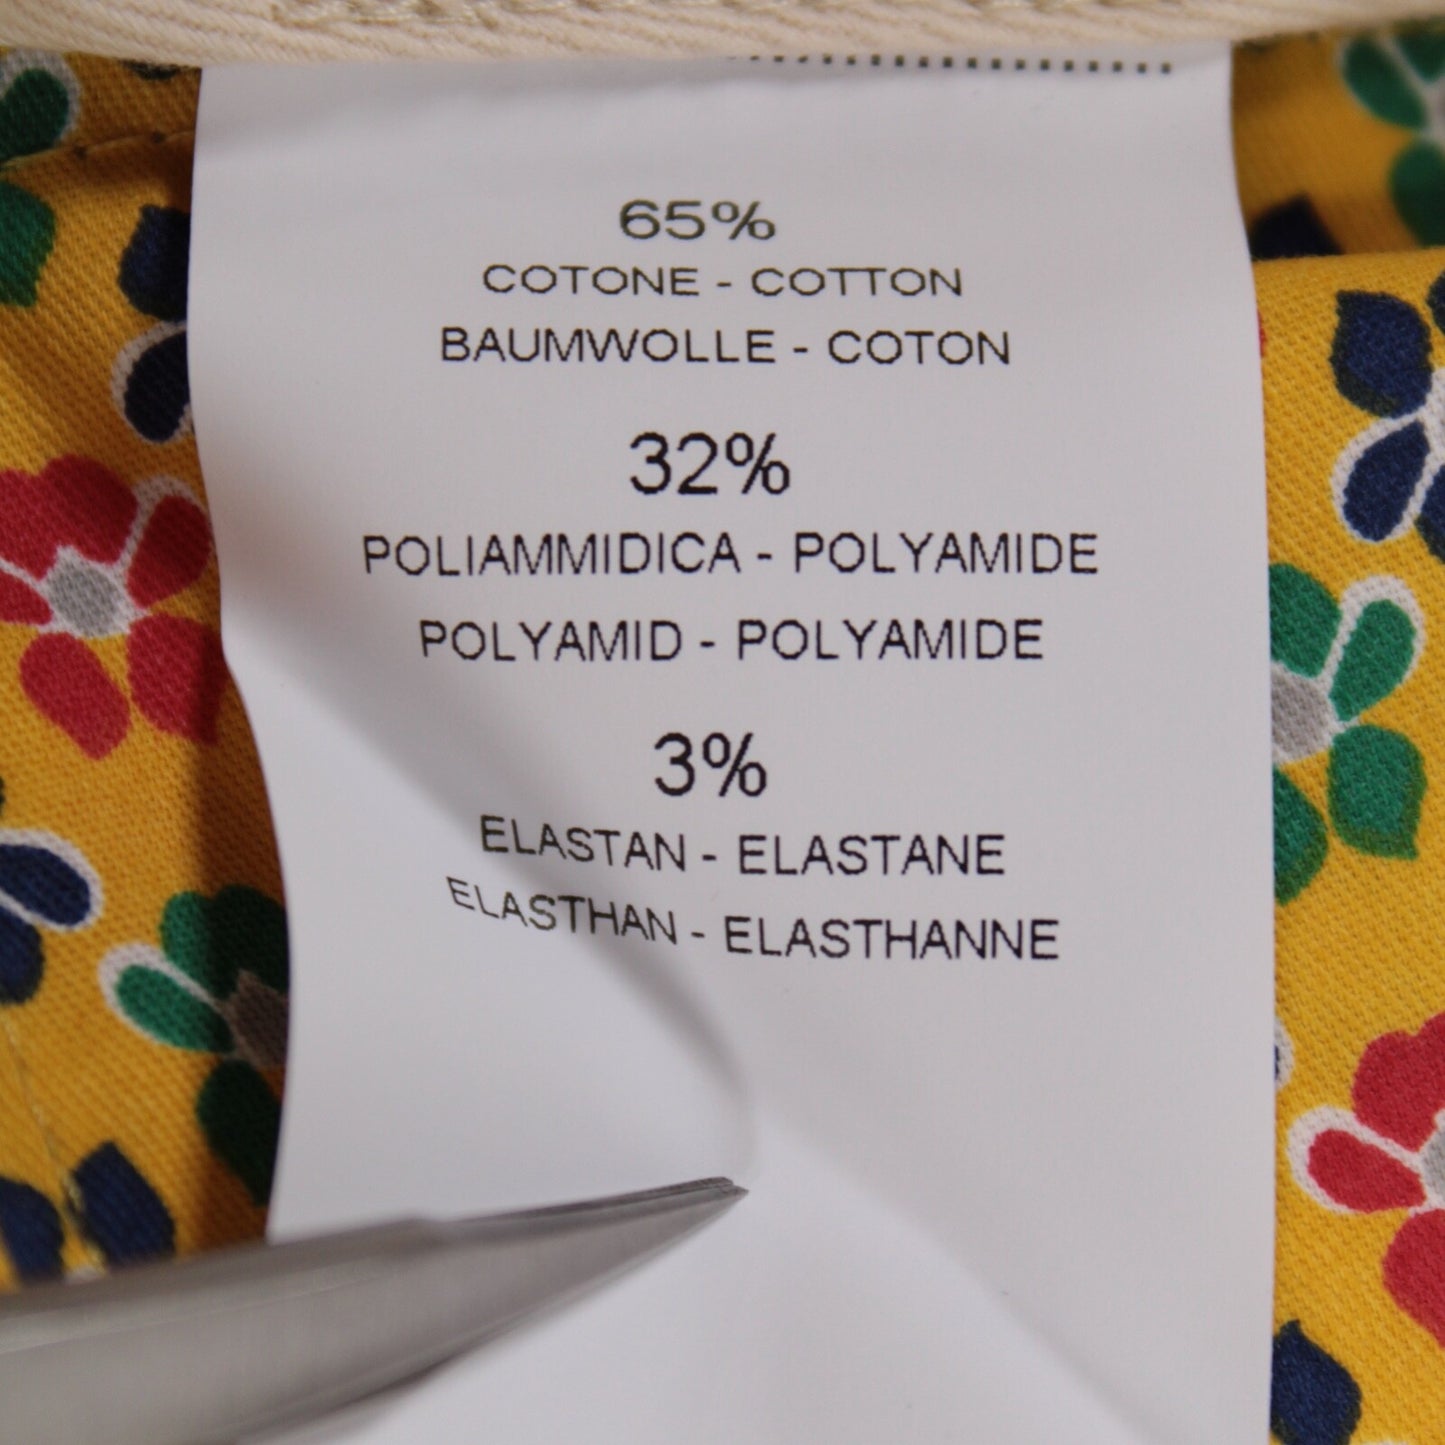 65%
COTONE - COTTON
BAUMWOLLE - COTON
32%
POLIAMMIDICA - POLYAMIDE
POLYAMID - POLYAMIDE
3%
ELASTAN - ELASTANE
ELASTHAN - ELASTHANNE